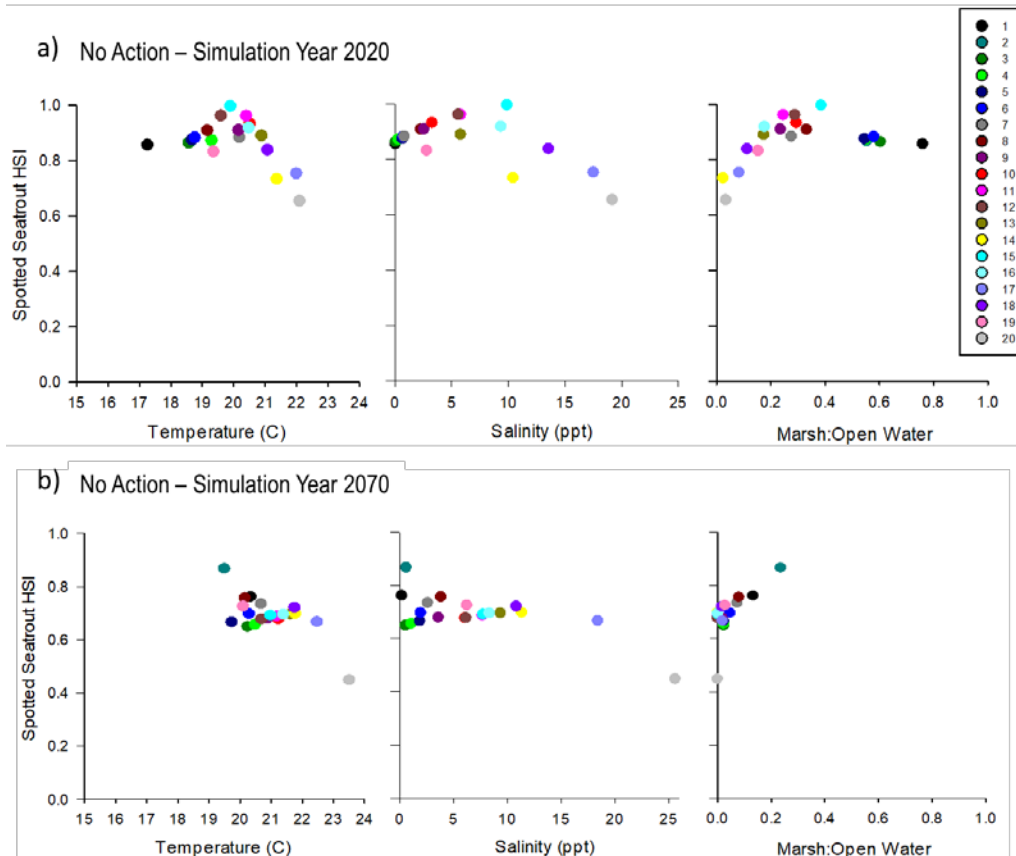 a) No Action – Simulation Year 2020
1
2
3
4
5
6
7
8
9
10
11
12
13
14
15
16
17
18
19
20
Spotted Seatrout HSI
1.0
0.8
0.6
0.4
0.2
0.0
15 16 17 18 19 20 21 22 23 24
0 5 10 15 20 25
0.0 0.2 0.4 0.6 0.8 1.0
Temperature (C)
Salinity (ppt)
Marsh:Open Water
b) No Action – Simulation Year 2070
Spotted Seatrout HSI
1.0
0.8
0.6
0.4
0.2
0.0
15 16 17 18 19 20 21 22 23 24
0 5 10 15 20 25
0.0 0.2 0.4 0.6 0.8 1.0
Temperature (C)
Salinity (ppt)
Marsh:Open Water